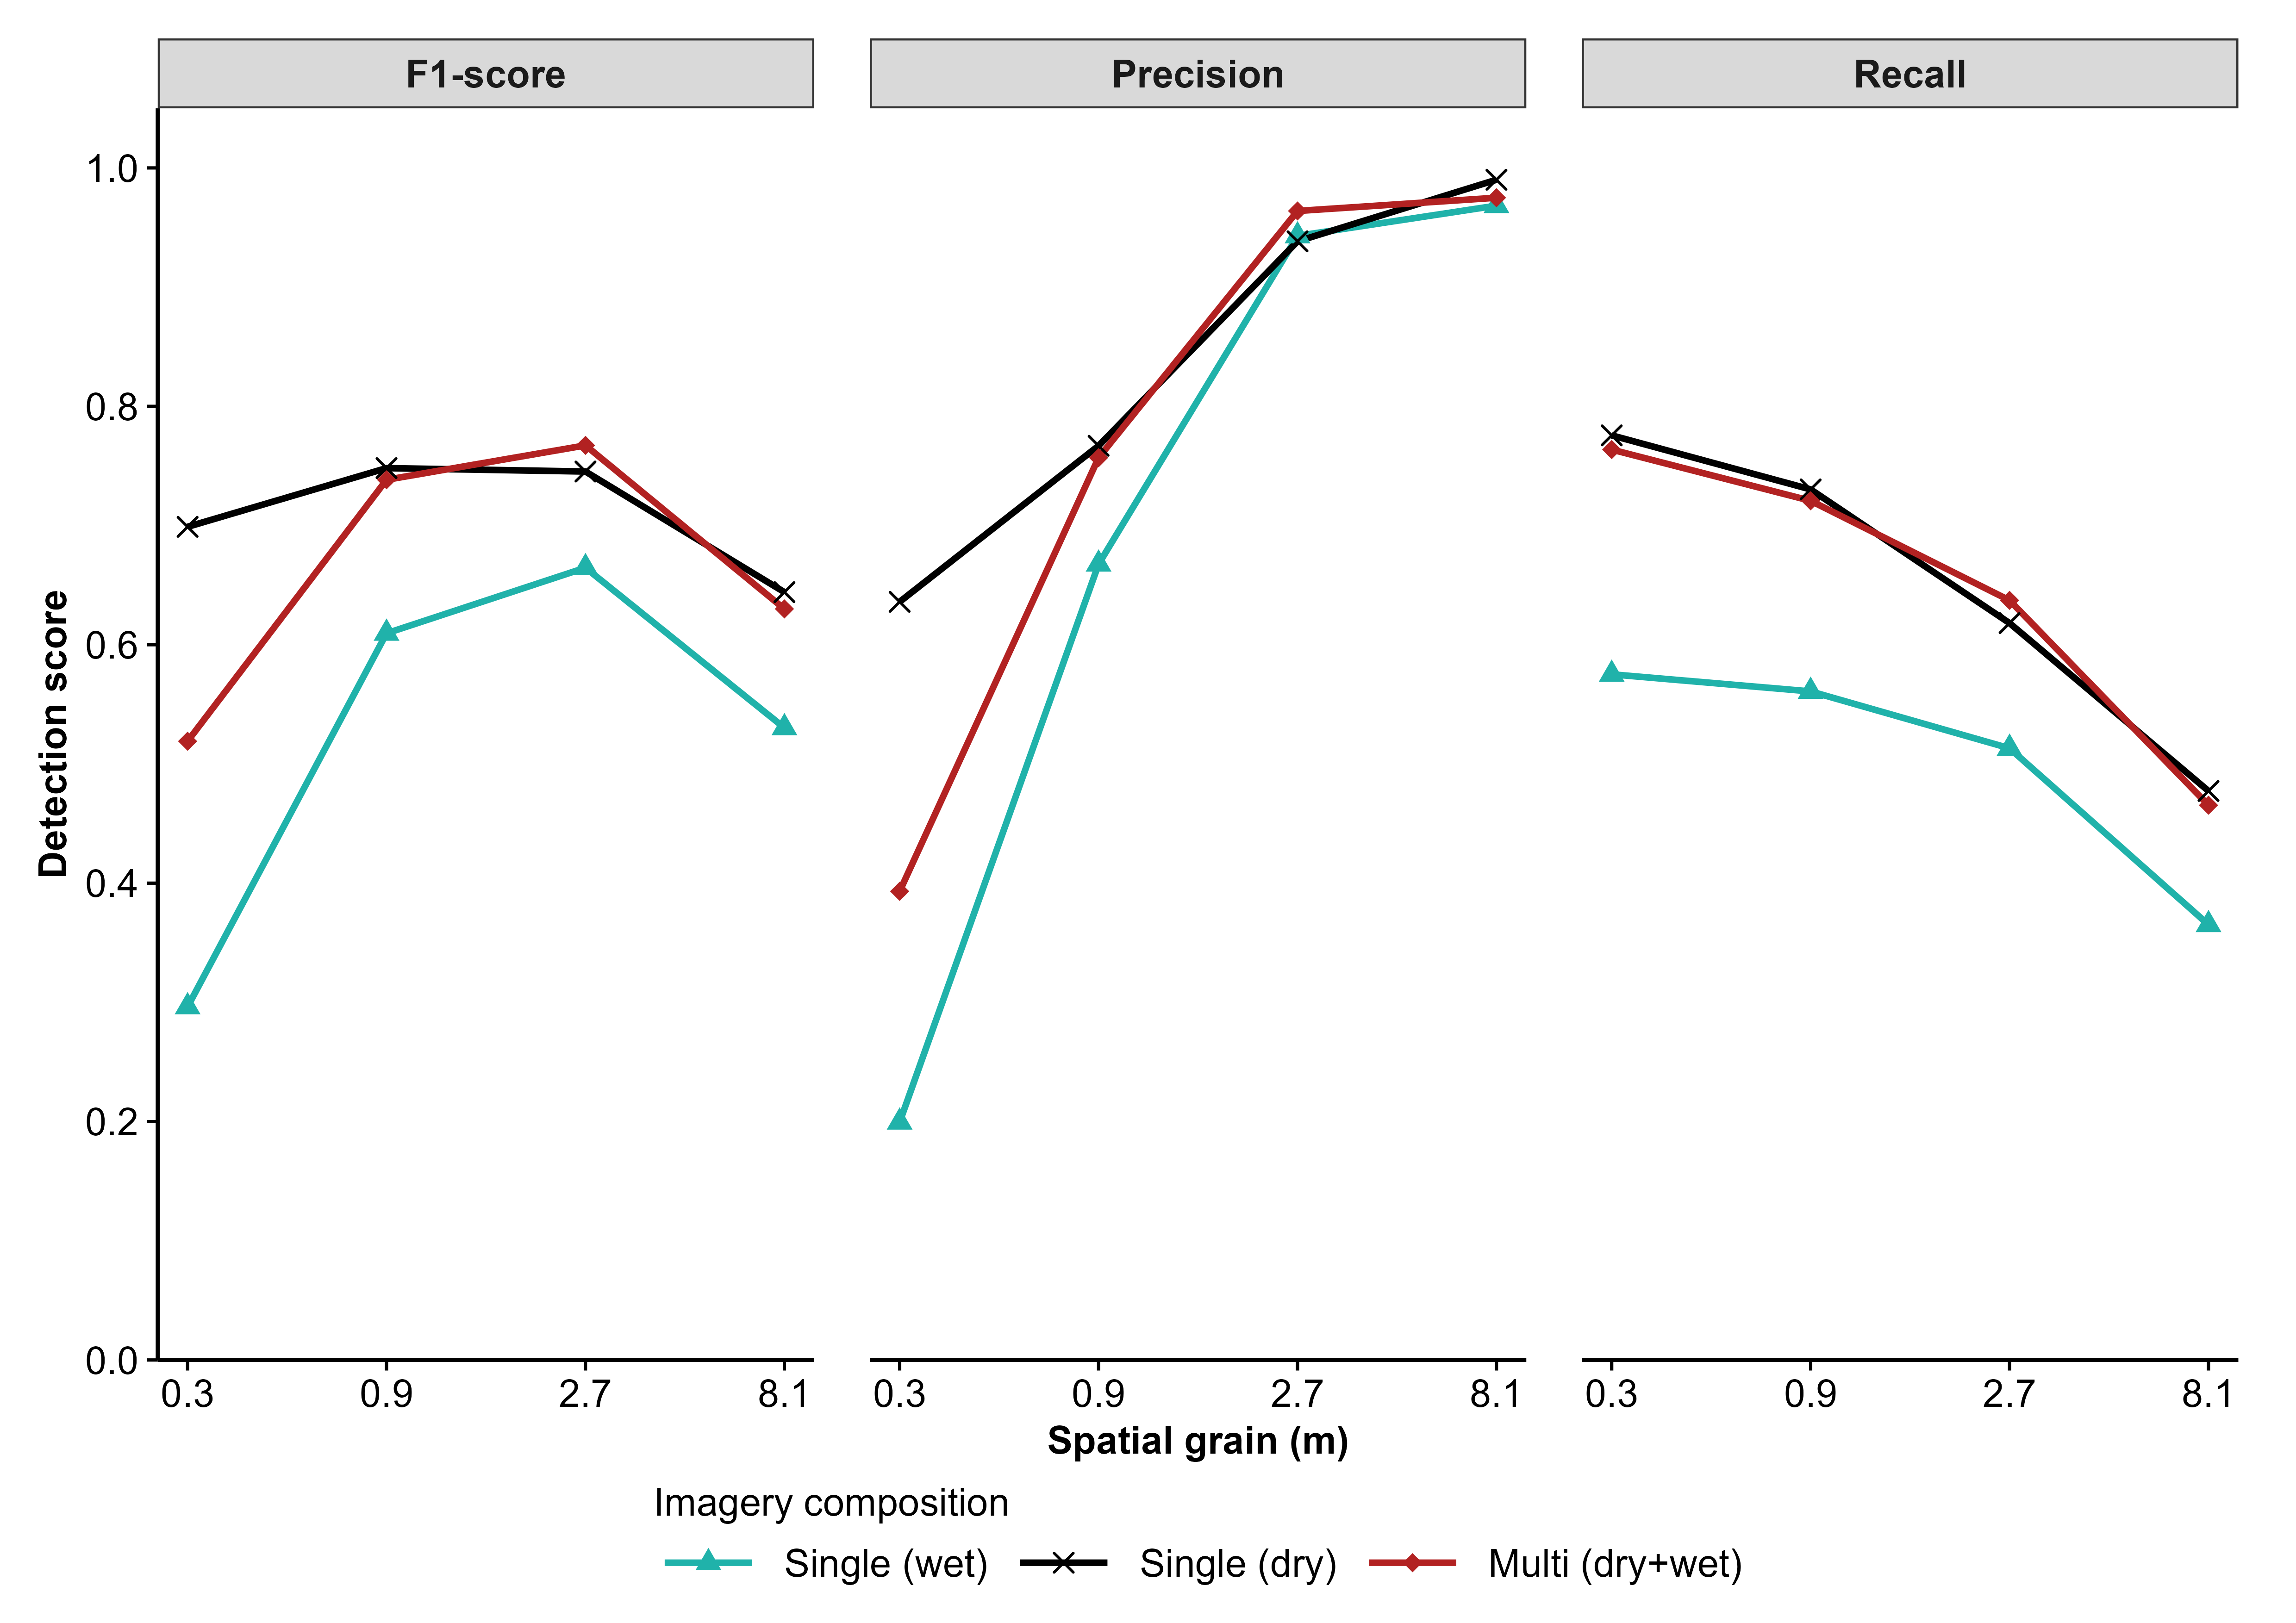 F1-score Precision Recall
1.0
0.8
0.6
0.4
0.2
0.0
Detection score
0.3 0.9 2.7 8.1 0.3 0.9 2.7 8.1 0.3 0.9 2.7 8.1
Spatial grain (m)
Imagery composition
Single (wet) Single (dry) Multi (dry+wet)